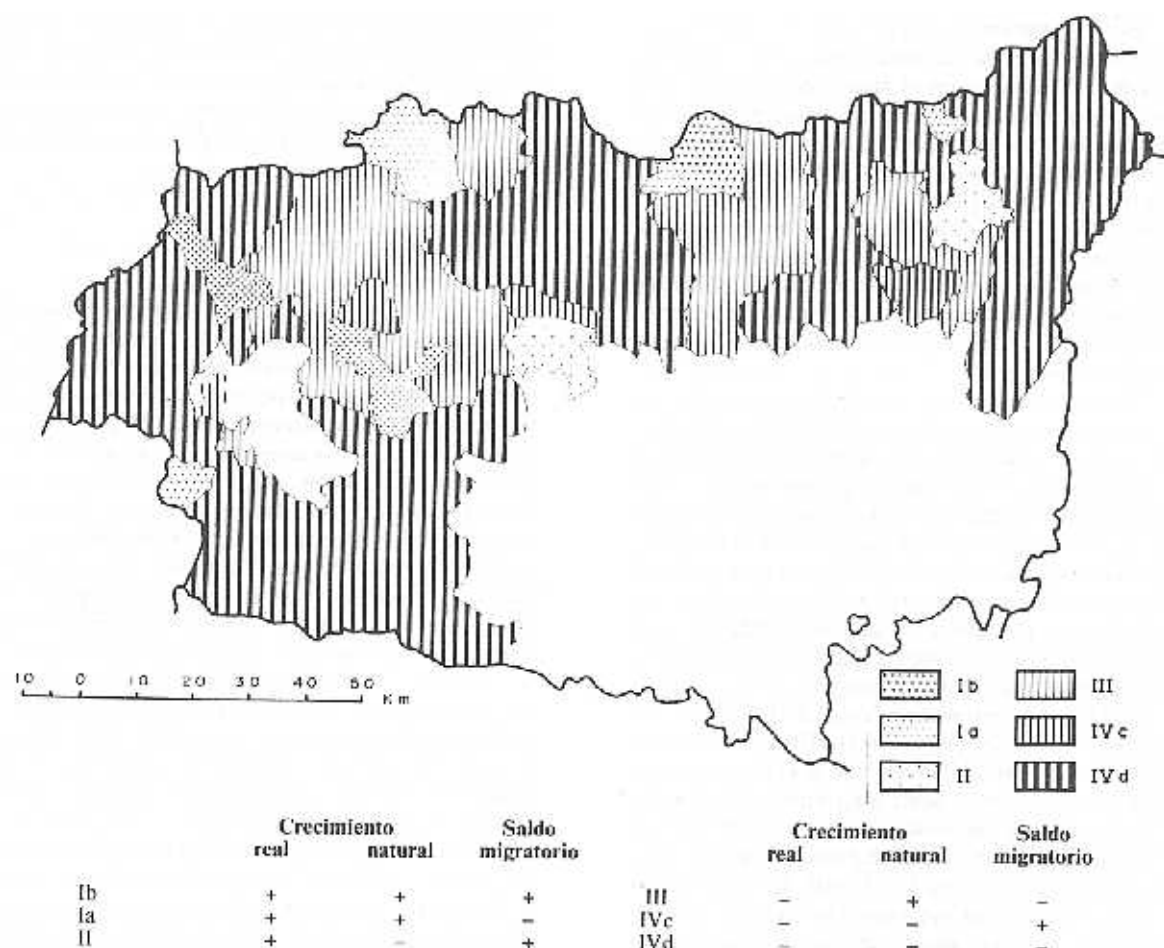 10 0 10 20 30 40 50
Km
Ib III
Ia IVc
II IVd
Crecimiento Saldo Crecimiento Saldo
real natural migratorio real natural migratorio
Ib + + + III – + –
Ia + + – IVc – – +
II + – + IVd – – –